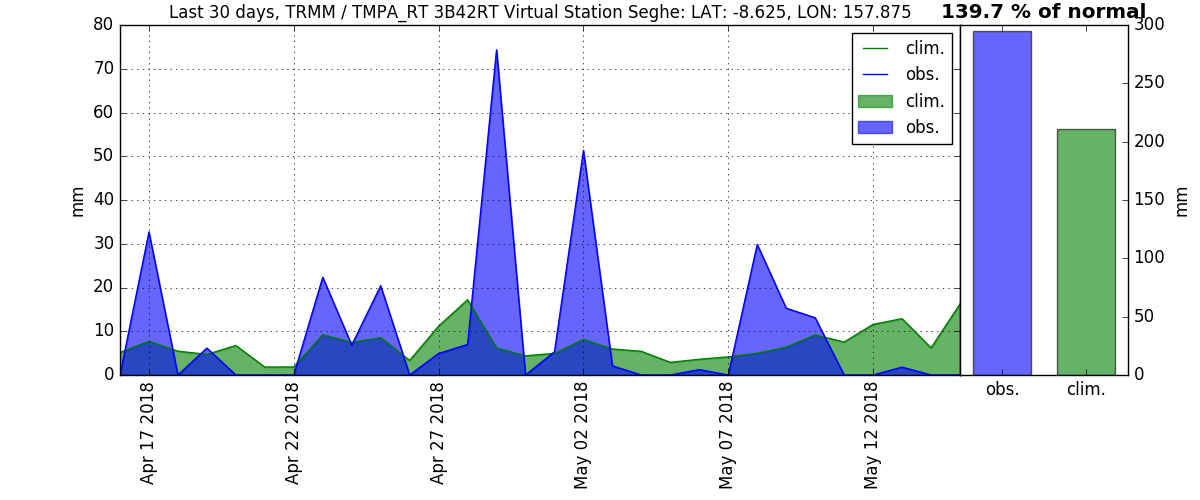 Last 30 days, TRMM / TMPA_RT 3B42RT Virtual Station Seghe: LAT: -8.625, LON: 157.875
139.7 % of normal
80
70
60
50
40
30
20
10
0
mm
clim.
obs.
clim.
obs.
300
250
200
150
100
50
0
mm
obs.
clim.
Apr 17 2018
Apr 22 2018
Apr 27 2018
May 02 2018
May 07 2018
May 12 2018